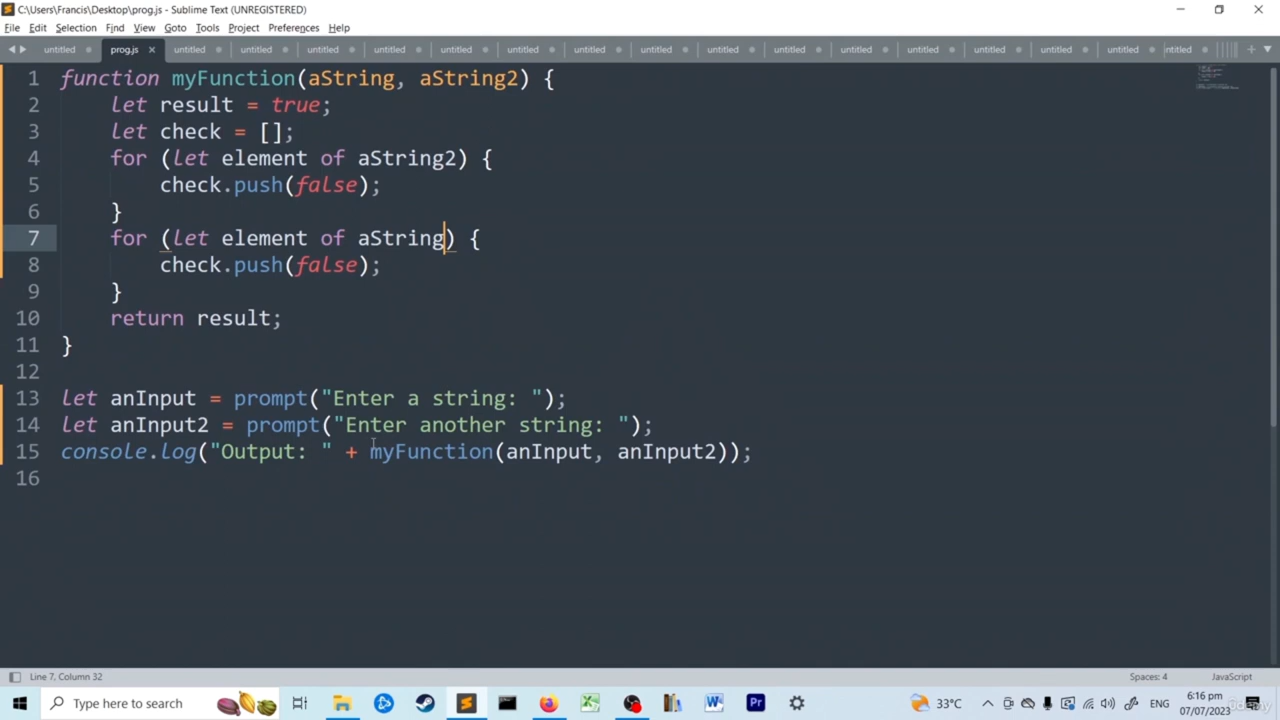 C:\Users\Francis\Desktop\prog.js - Sublime Text (UNREGISTERED)
File Edit Selection Find View Goto Tools Project Preferences Help
untitled prog.js untitled untitled untitled untitled untitled untitled untitled untitled untitled untitled untitled untitled untitled untitled untitled ntitled
1 function myFunction(aString, aString2) {
2 let result = true;
3 let check = [];
4 for (let element of aString2) {
5 check.push(false);
6 }
7 for (let element of aString) {
8 check.push(false);
9 }
10 return result;
11 }
12
13 let anInput = prompt("Enter a string: ");
14 let anInput2 = prompt("Enter another string: ");
15 console.log("Output: " + myFunction(anInput, anInput2));
16
Line 7, Column 32 Spaces: 4 JavaScript
Type here to search 33°C ENG 6:16 pm
07/07/2023